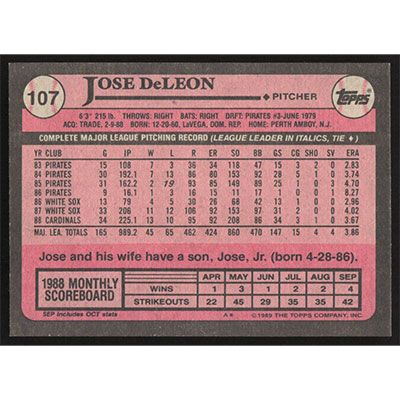 107
JOSE DeLEON
♠ PITCHER
TOPPS
6'3" 215 lb. THROWS: RIGHT BATS: RIGHT DRFT: PIRATES #3-JUNE 1979
ACQ: TRADE, 2-9-88 BORN: 12-20-60, LaVEGA, DOM. REP. HOME: PERTH AMBOY, N.J.
COMPLETE MAJOR LEAGUE PITCHING RECORD (LEAGUE LEADER IN ITALICS, TIE ♦)
YR CLUB G IP W L R ER SO BB GS CG SHO SV ERA
83 PIRATES 15 108 7 3 36 34 118 47 15 3 2 0 2.83
84 PIRATES 30 192.1 7 13 86 80 153 92 28 5 1 0 3.74
85 PIRATES 31 162.2 2 19 93 85 149 89 25 3 0 3 4.70
86 PIRATES 9 16.1 1 3 16 15 11 17 1 0 0 1
86 WHITE SOX 13 79 4 5 30 26 68 42 13 1 0 0 2.96
87 WHITE SOX 33 206 11 12 106 92 153 97 31 2 0 0 4.02
88 CARDINALS 34 225.1 13 10 95 92 208 86 34 3 1 0 3.67
MAJ. LEA. TOTALS 165 989.2 45 65 462 424 860 470 147 17 4 4 3.86
Jose and his wife have a son, Jose, Jr. (born 4-28-86).
1988 MONTHLY SCOREBOARD
APR MAY JUN JUL AUG SEP
WINS 1 3 1 1 3 4
STRIKEOUTS 22 45 29 35 35 42
SEP Includes OCT stats
A* © 1989 THE TOPPS COMPANY, INC.